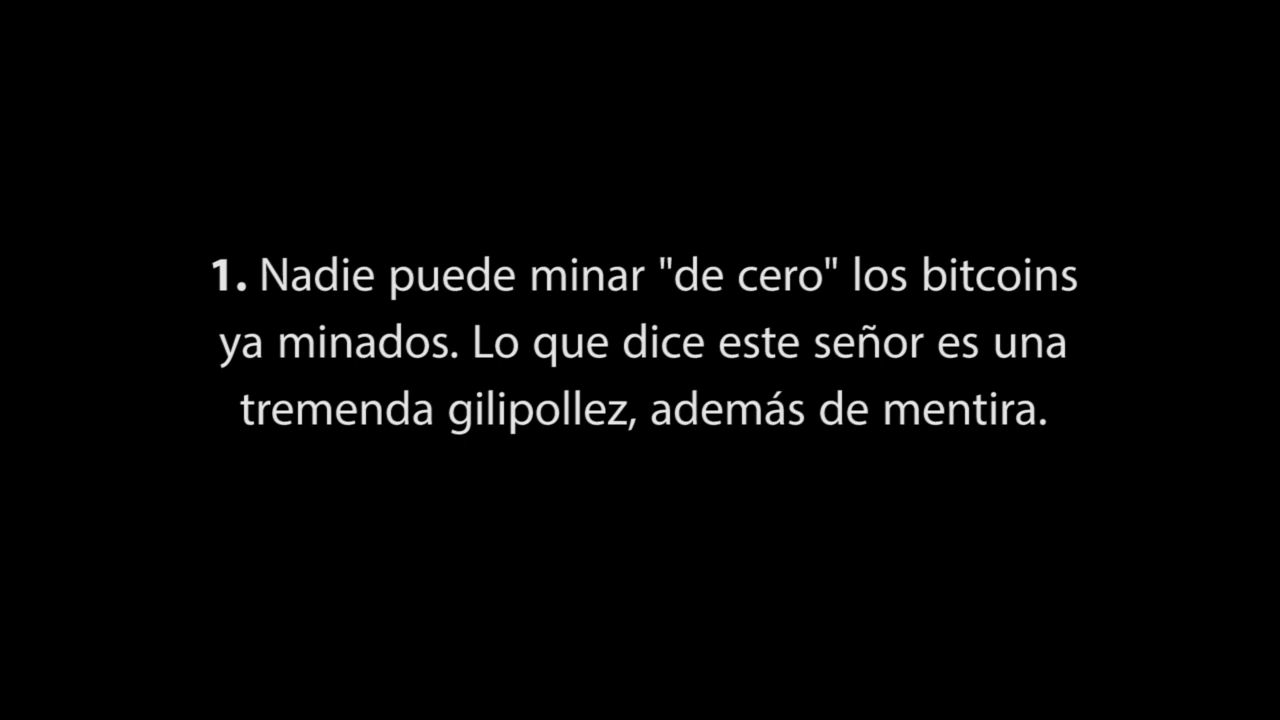 1. Nadie puede minar "de cero" los bitcoins
ya minados. Lo que dice este señor es una
tremenda gilipollez, además de mentira.